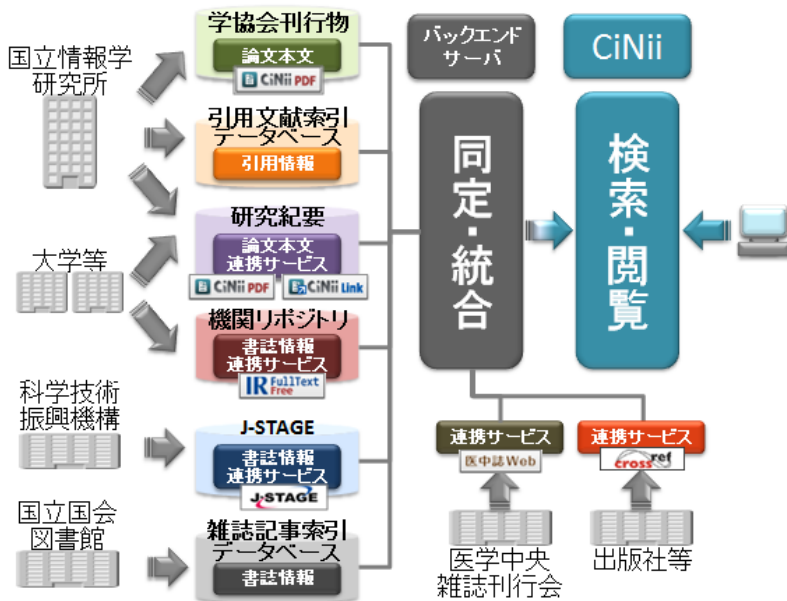 国立情報学
研究所
大学等
科学技術
振興機構
国立国会
図書館
学協会刊行物
論文本文
CiNii PDF
引用文献索引
データベース
引用情報
研究紀要
論文本文
連携サービス
CiNii PDF
CiNii Link
機関リポジトリ
書誌情報
連携サービス
IR FullText
Free
J-STAGE
書誌情報
連携サービス
J-STAGE
雑誌記事索引
データベース
書誌情報
バックエンド
サーバ
同定・統合
CiNii
検索・閲覧
連携サービス
医中誌Web
医学中央
雑誌刊行会
連携サービス
crossref
出版社等